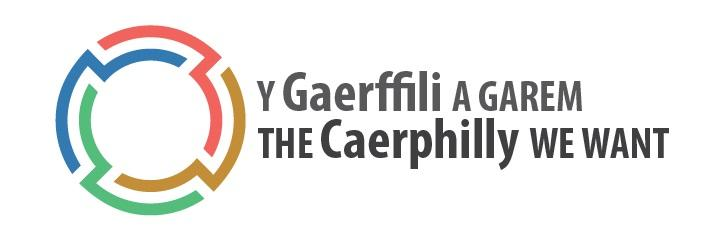 Y Gaerffili A GAREM
THE Caerphilly WE WANT